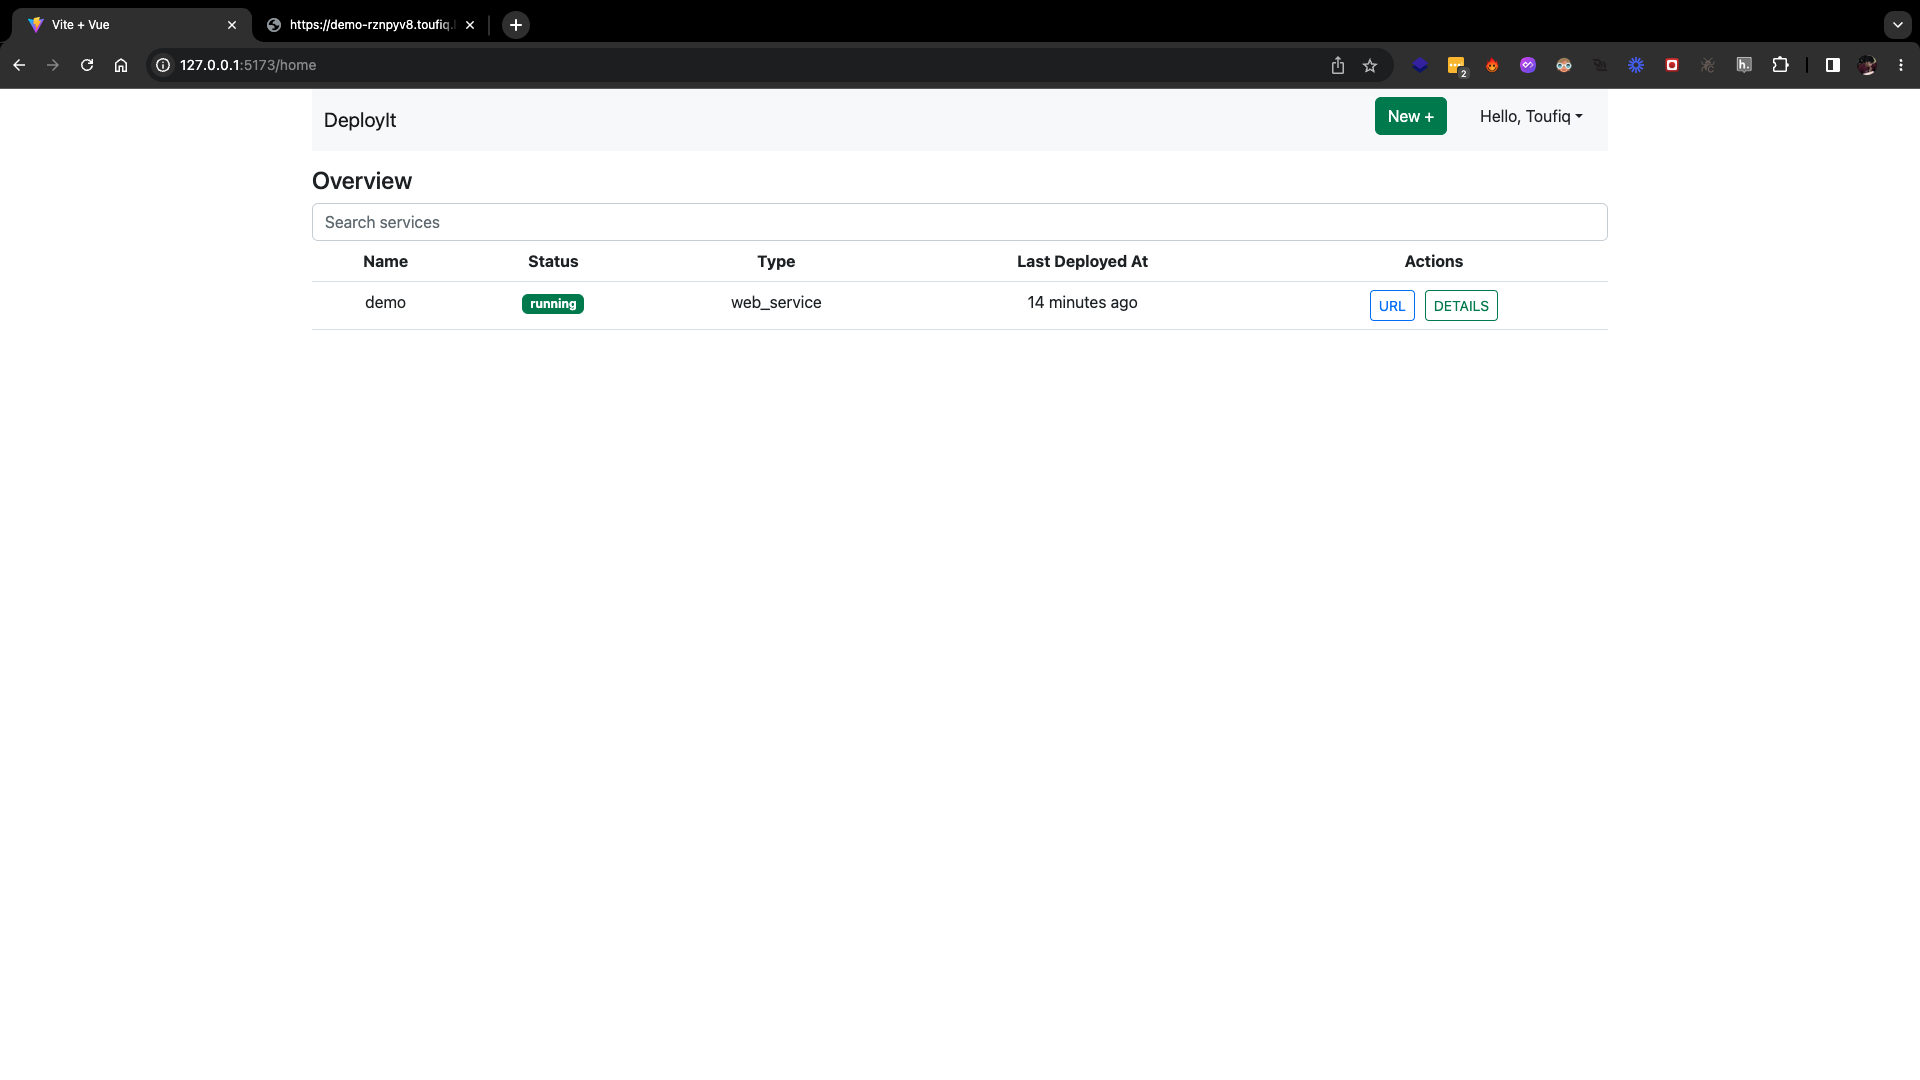 Vite + Vue
https://demo-rznpyv8.toufiq.
127.0.0.1:5173/home
2
h.
DeployIt
New +
Hello, Toufiq
Overview
Search services
Name Status Type Last Deployed At Actions
demo running web_service 14 minutes ago URL DETAILS